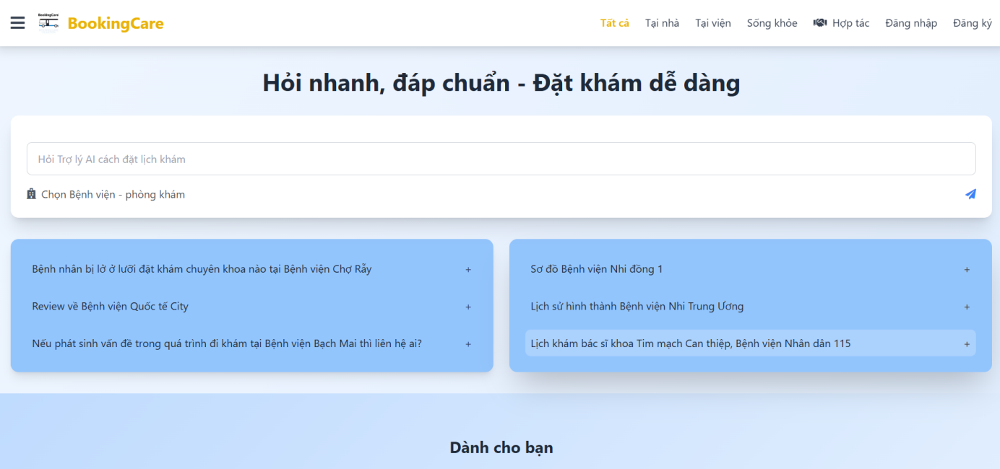 BookingCare
BookingCare
Tất cả
Tại nhà
Tại viện
Sống khỏe
Hợp tác
Đăng nhập
Đăng ký
Hỏi nhanh, đáp chuẩn - Đặt khám dễ dàng
Hỏi Trợ lý AI cách đặt lịch khám
Chọn Bệnh viện - phòng khám
Bệnh nhân bị lở ở lưỡi đặt khám chuyên khoa nào tại Bệnh viện Chợ Rẫy +
Review về Bệnh viện Quốc tế City +
Nếu phát sinh vấn đề trong quá trình đi khám tại Bệnh viện Bạch Mai thì liên hệ ai? +
Sơ đồ Bệnh viện Nhi đồng 1 +
Lịch sử hình thành Bệnh viện Nhi Trung Ương +
Lịch khám bác sĩ khoa Tim mạch Can thiệp, Bệnh viện Nhân dân 115 +
Dành cho bạn